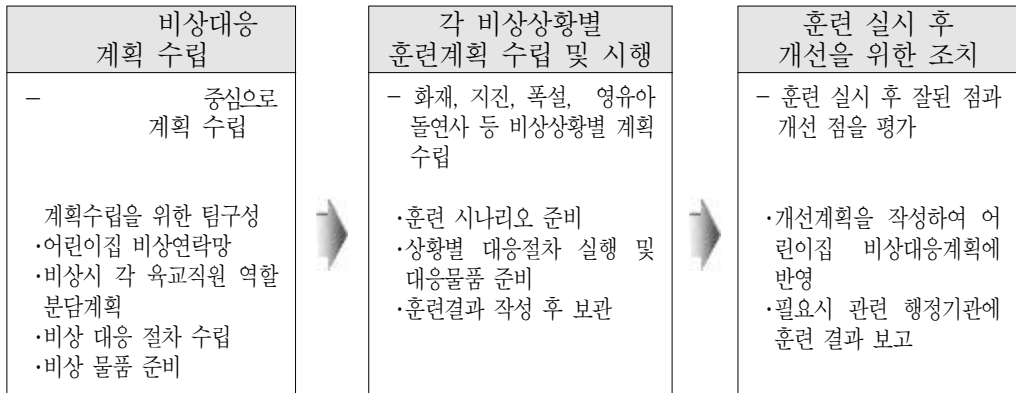 비상대응
계획 수립
– 중심으로
계획 수립
계획수립을 위한 팀구성
·어린이집 비상연락망
·비상시 각 육교직원 역할
분담계획
·비상 대응 절차 수립
·비상 물품 준비
각 비상상황별
훈련계획 수립 및 시행
– 화재, 지진, 폭설, 영유아
돌연사 등 비상상황별 계획
수립
·훈련 시나리오 준비
·상황별 대응절차 실행 및
대응물품 준비
·훈련결과 작성 후 보관
훈련 실시 후
개선을 위한 조치
– 훈련 실시 후 잘된 점과
개선 점을 평가
·개선계획을 작성하여 어
린이집 비상대응계획에
반영
·필요시 관련 행정기관에
훈련 결과 보고